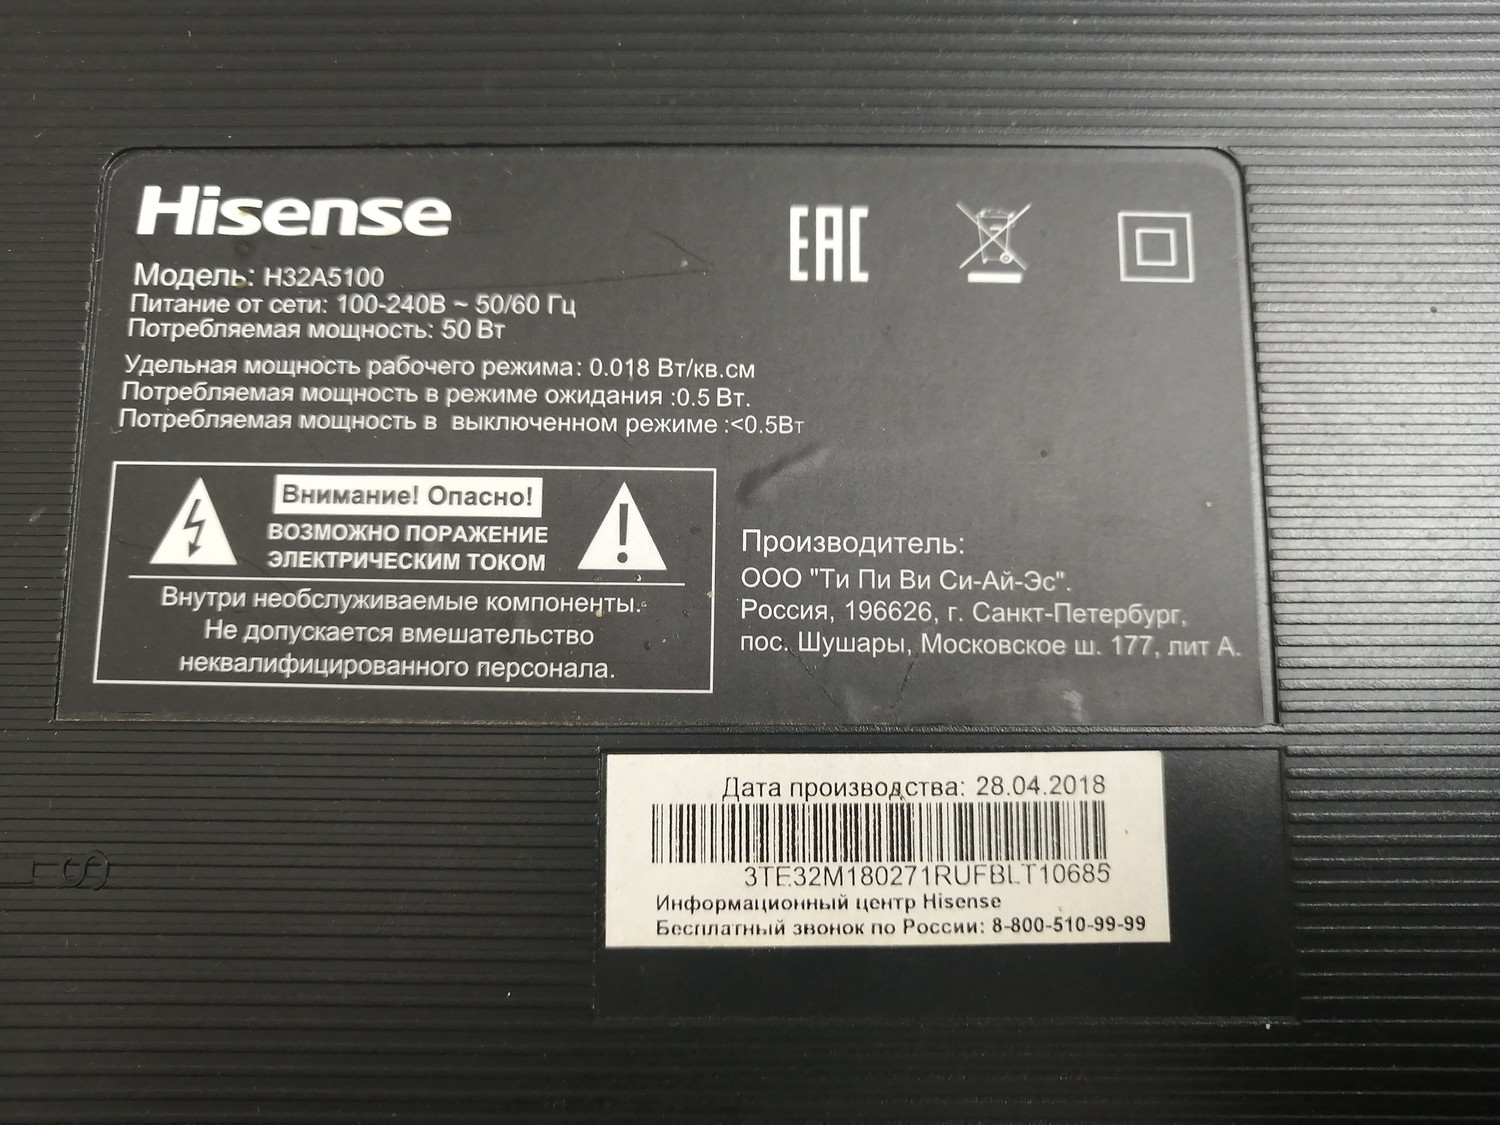 Hisense
EAC
Модель: H32A5100
Питание от сети: 100-240В ~ 50/60 Гц
Потребляемая мощность: 50 Вт
Удельная мощность рабочего режима: 0.018 Вт/кв.см
Потребляемая мощность в режиме ожидания :0.5 Вт.
Потребляемая мощность в выключенном режиме :<0.5Вт
Внимание! Опасно!
ВОЗМОЖНО ПОРАЖЕНИЕ
ЭЛЕКТРИЧЕСКИМ ТОКОМ
Внутри необслуживаемые компоненты.
Не допускается вмешательство
неквалифицированного персонала.
Производитель:
ООО "Ти Пи Ви Си-Ай-Эс".
Россия, 196626, г. Санкт-Петербург,
пос. Шушары, Московское ш. 177, лит А.
Дата производства: 28.04.2018
3TE32M180271RUFBLT10685
Информационный центр Hisense
Бесплатный звонок по России: 8-800-510-99-99